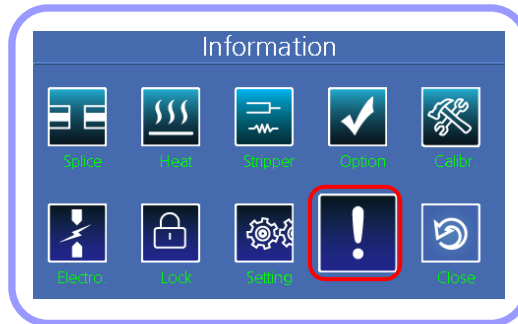 Information
Splice Heat Stripper Option Calibr.
Electro. Lock Setting Close